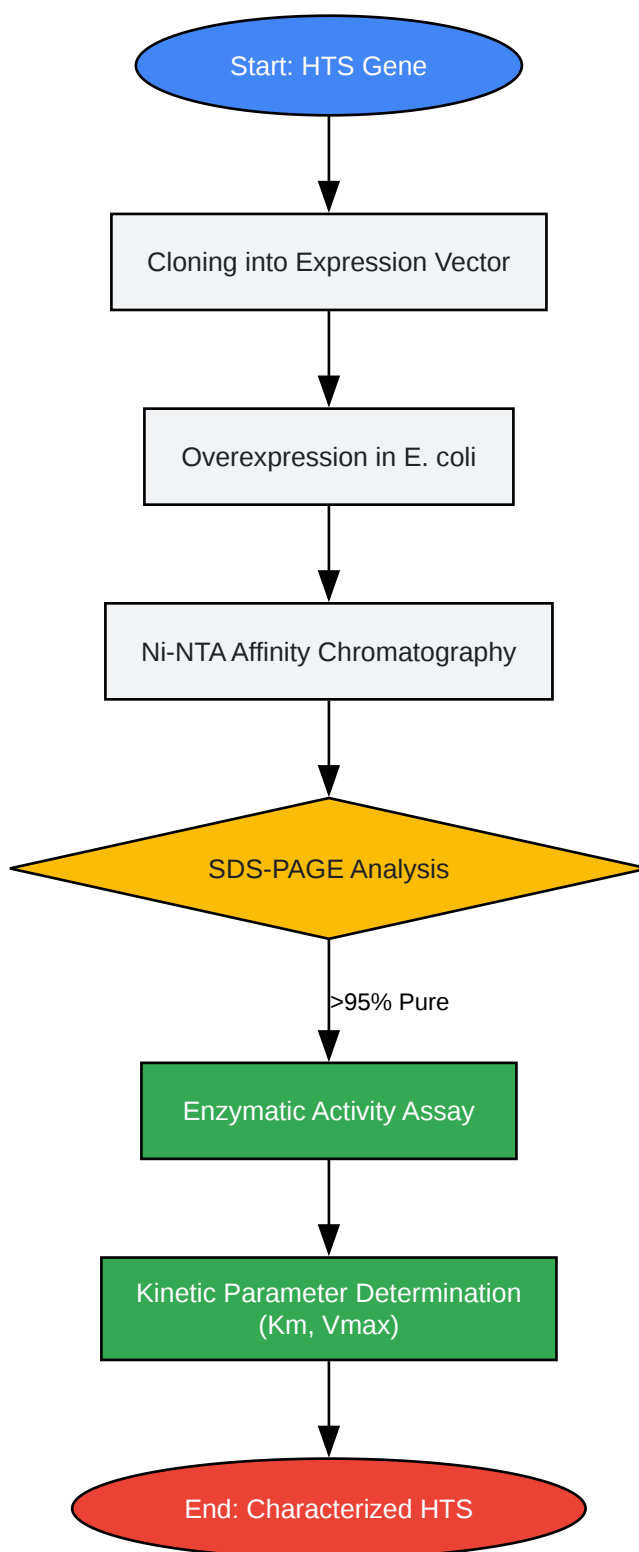 Start: HTS Gene
Cloning into Expression Vector
Overexpression in E. coli
Ni-NTA Affinity Chromatography
SDS-PAGE Analysis
>95% Pure
Enzymatic Activity Assay
Kinetic Parameter Determination
(Km, Vmax)
End: Characterized HTS